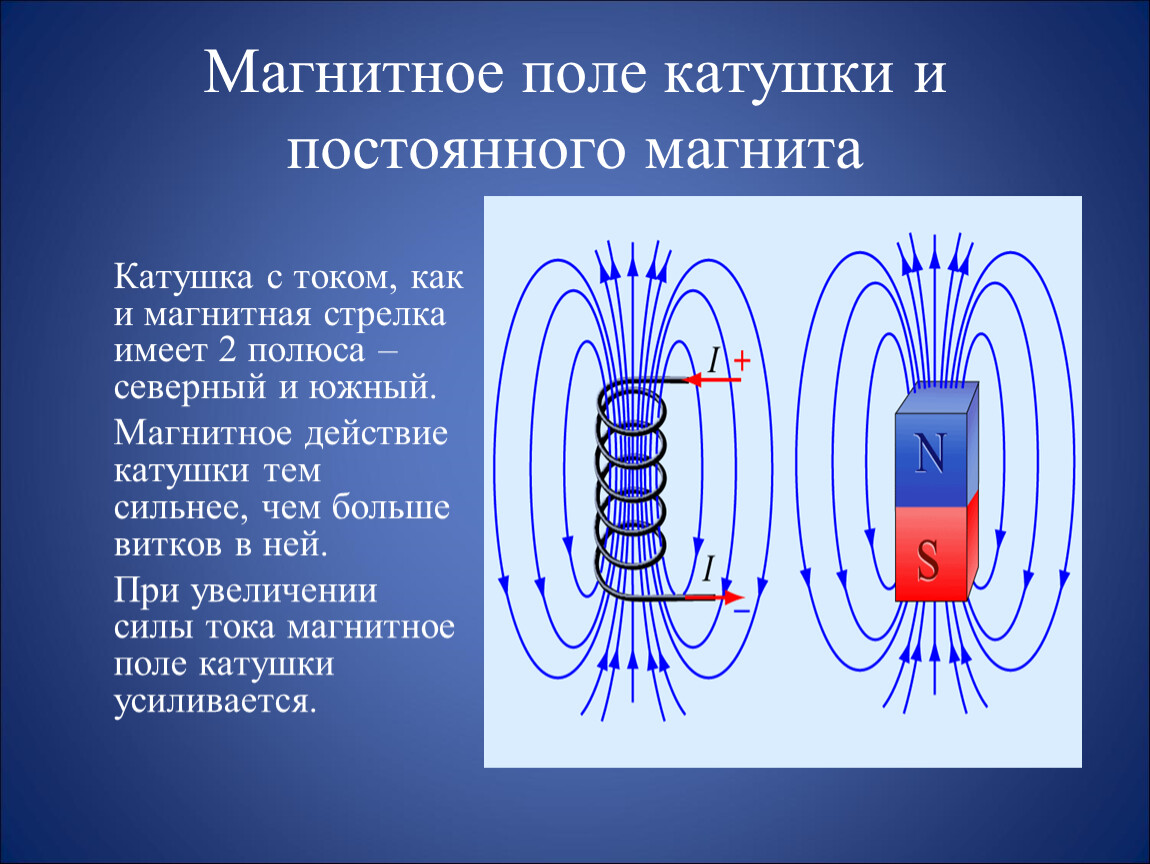 Магнитное поле катушки и
постоянного магнита
Катушка с током, как
и магнитная стрелка
имеет 2 полюса –
северный и южный.
Магнитное действие
катушки тем
сильнее, чем больше
витков в ней.
При увеличении
силы тока магнитное
поле катушки
усиливается.
I +
I
–
N
S